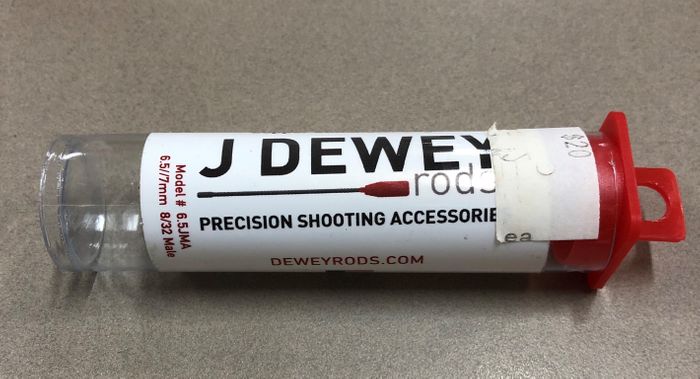 J DEWEY
rods
PRECISION SHOOTING ACCESSORIE
DEWEYRODS.COM
Model # 6.5JMA
6.5//7mm 8/32 Male
$20
ea